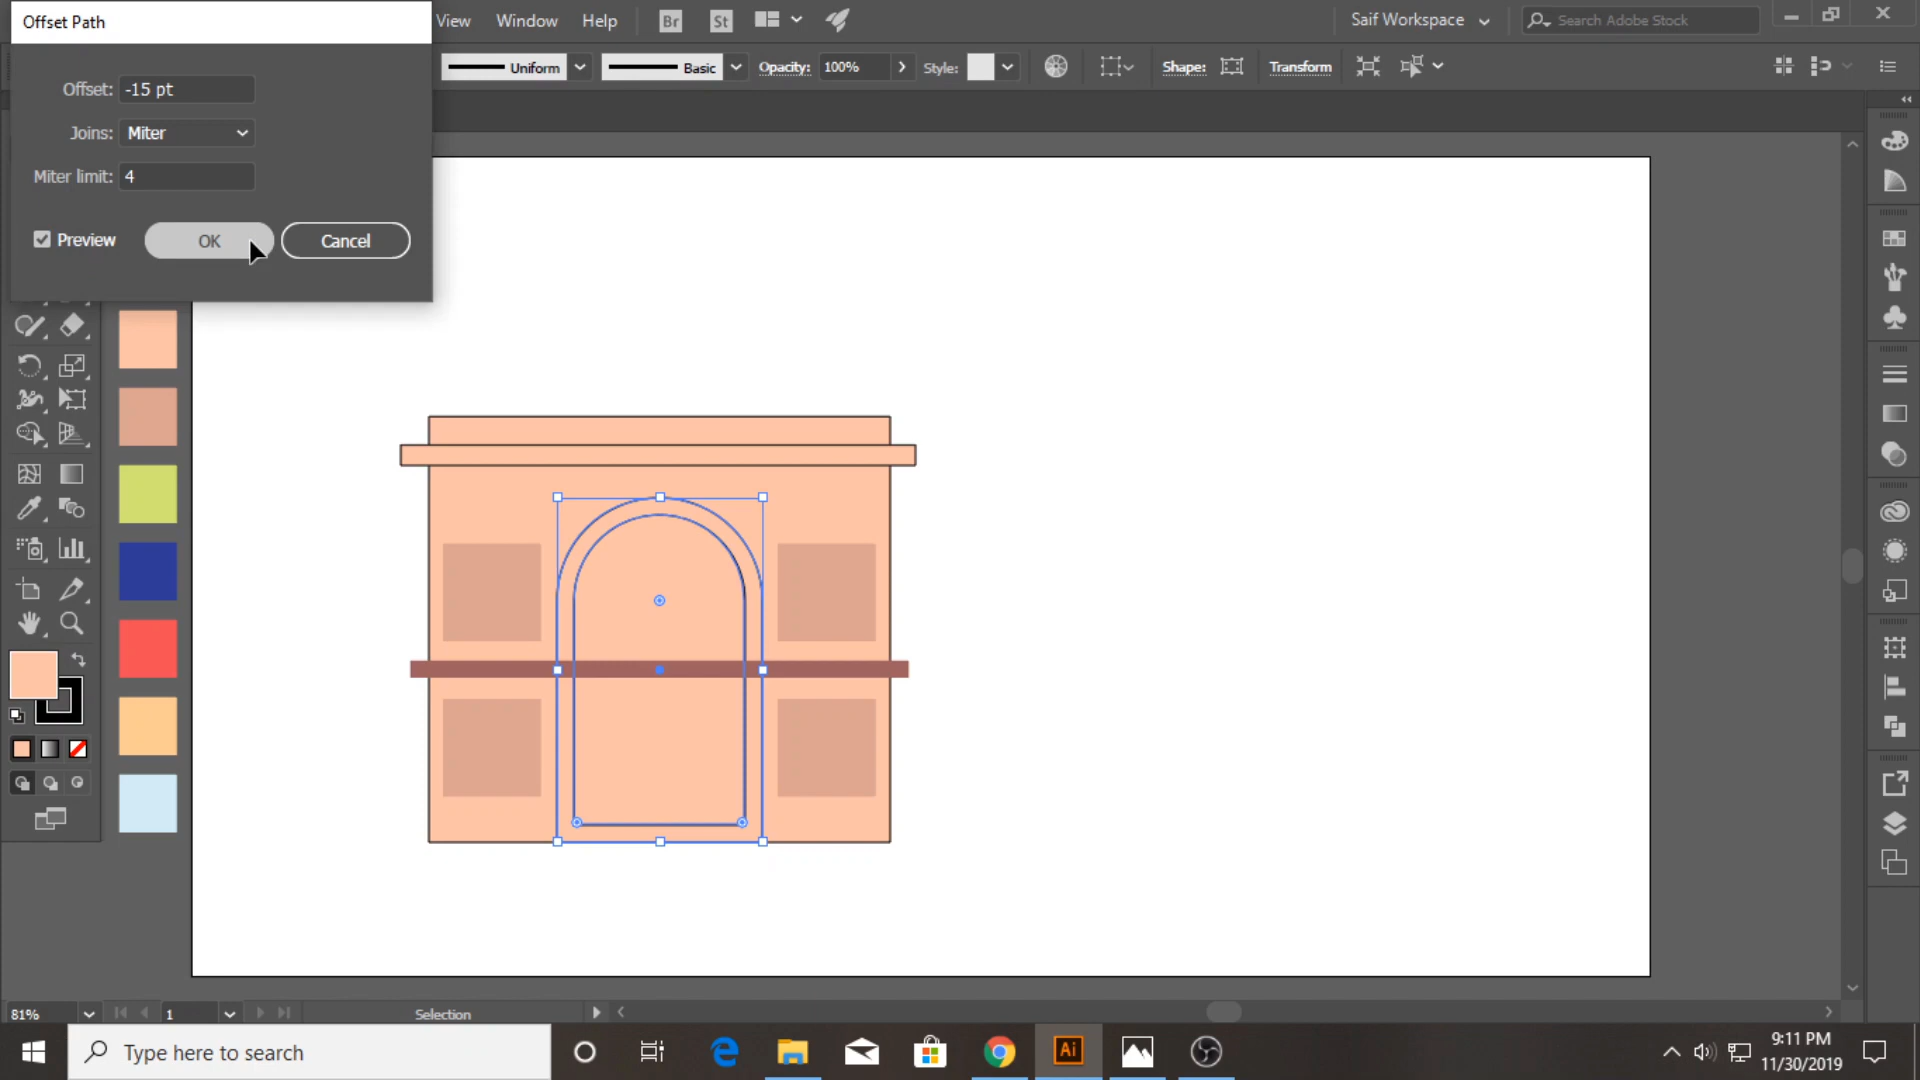 Offset Path
View Window Help Br St
Saif Workspace
Search Adobe Stock
Uniform
Basic
Opacity: 100%
Style:
Shape:
Transform
Offset: -15 pt
Joins: Miter
Miter limit: 4
Preview
OK
Cancel
81%
1
Selection
Type here to search
Ai
9:11 PM
11/30/2019